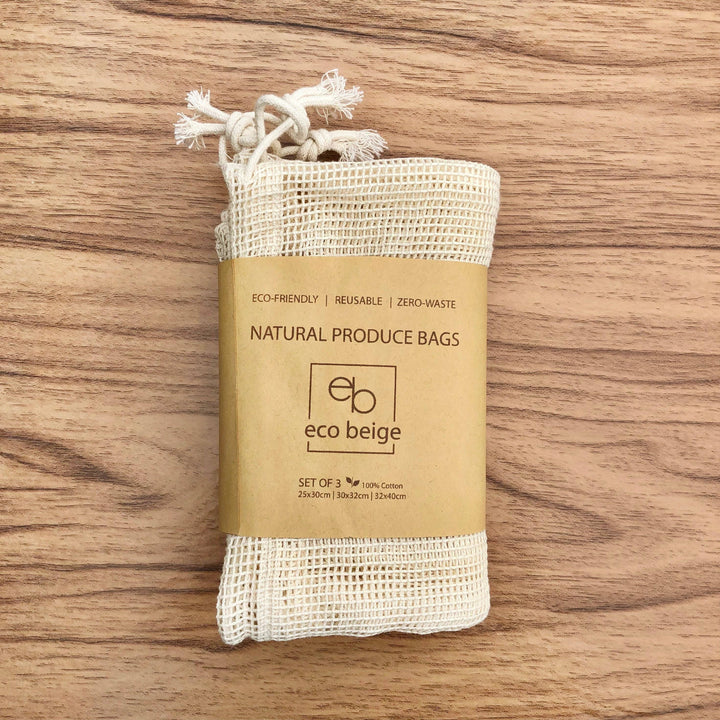 ECO-FRIENDLY | REUSABLE | ZERO-WASTE
NATURAL PRODUCE BAGS
eb
eco beige
SET OF 3 100% Cotton
25x30cm | 30x32cm | 32x40cm